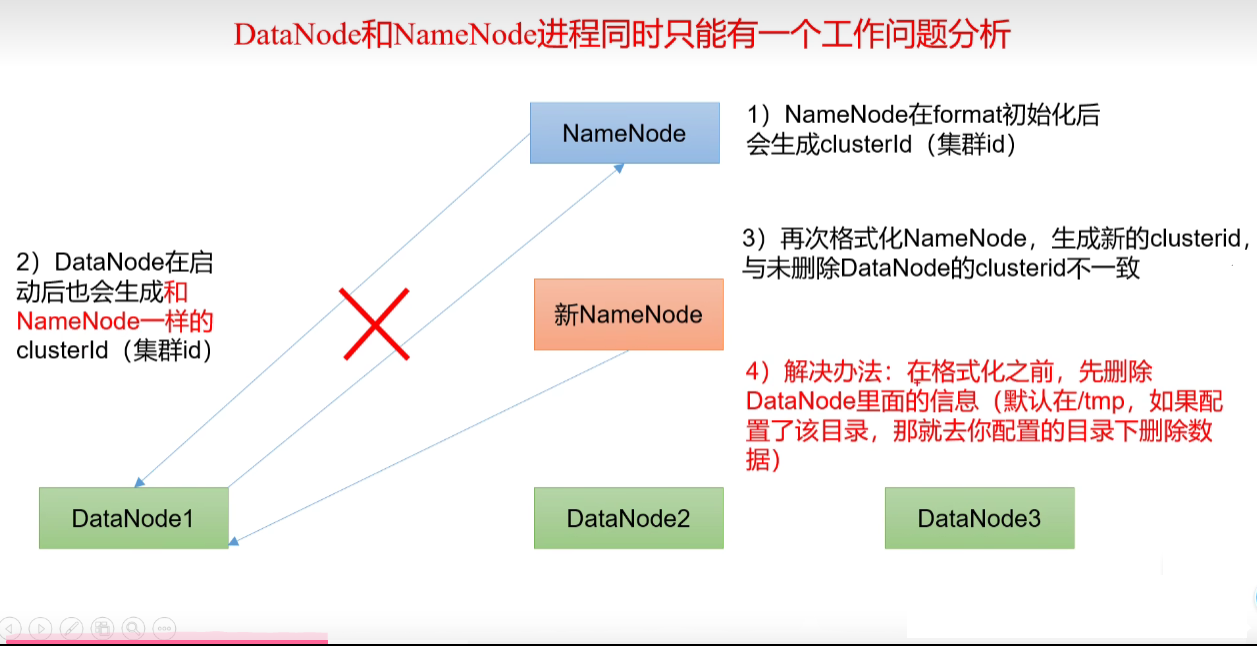 DataNode和NameNode进程同时只能有一个工作问题分析
NameNode
1）NameNode在format初始化后
会生成clusterId（集群id）
2）DataNode在启
动后也会生成和
NameNode一样的
clusterId（集群id）
3）再次格式化NameNode，生成新的clusterid，
与未删除DataNode的clusterid不一致
新NameNode
4）解决办法：在格式化之前，先删除
DataNode里面的信息（默认在/tmp，如果配
置了该目录，那就去你配置的目录下删除数
据）
DataNode1
DataNode2
DataNode3